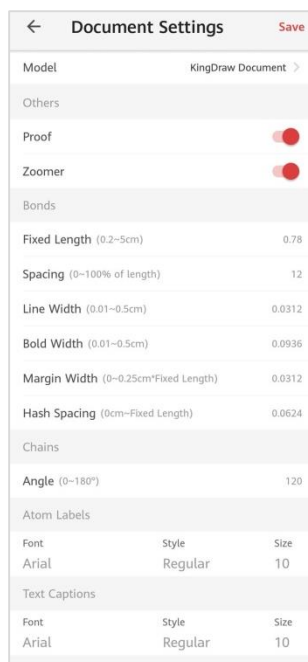 ← Document Settings Save
Model KingDraw Document >
Others
Proof
Zoomer
Bonds
Fixed Length (0.2~5cm) 0.78
Spacing (0~100% of length) 12
Line Width (0.01~0.5cm) 0.0312
Bold Width (0.01~0.5cm) 0.0936
Margin Width (0~0.25cm*Fixed Length) 0.0312
Hash Spacing (0cm~Fixed Length) 0.0624
Chains
Angle (0~180°) 120
Atom Labels
Font Style Size
Arial Regular 10
Text Captions
Font Style Size
Arial Regular 10